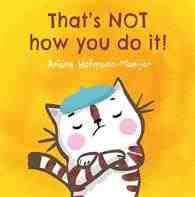 That's NOT
how you do it!
Ariane Hofmann-Maniyar